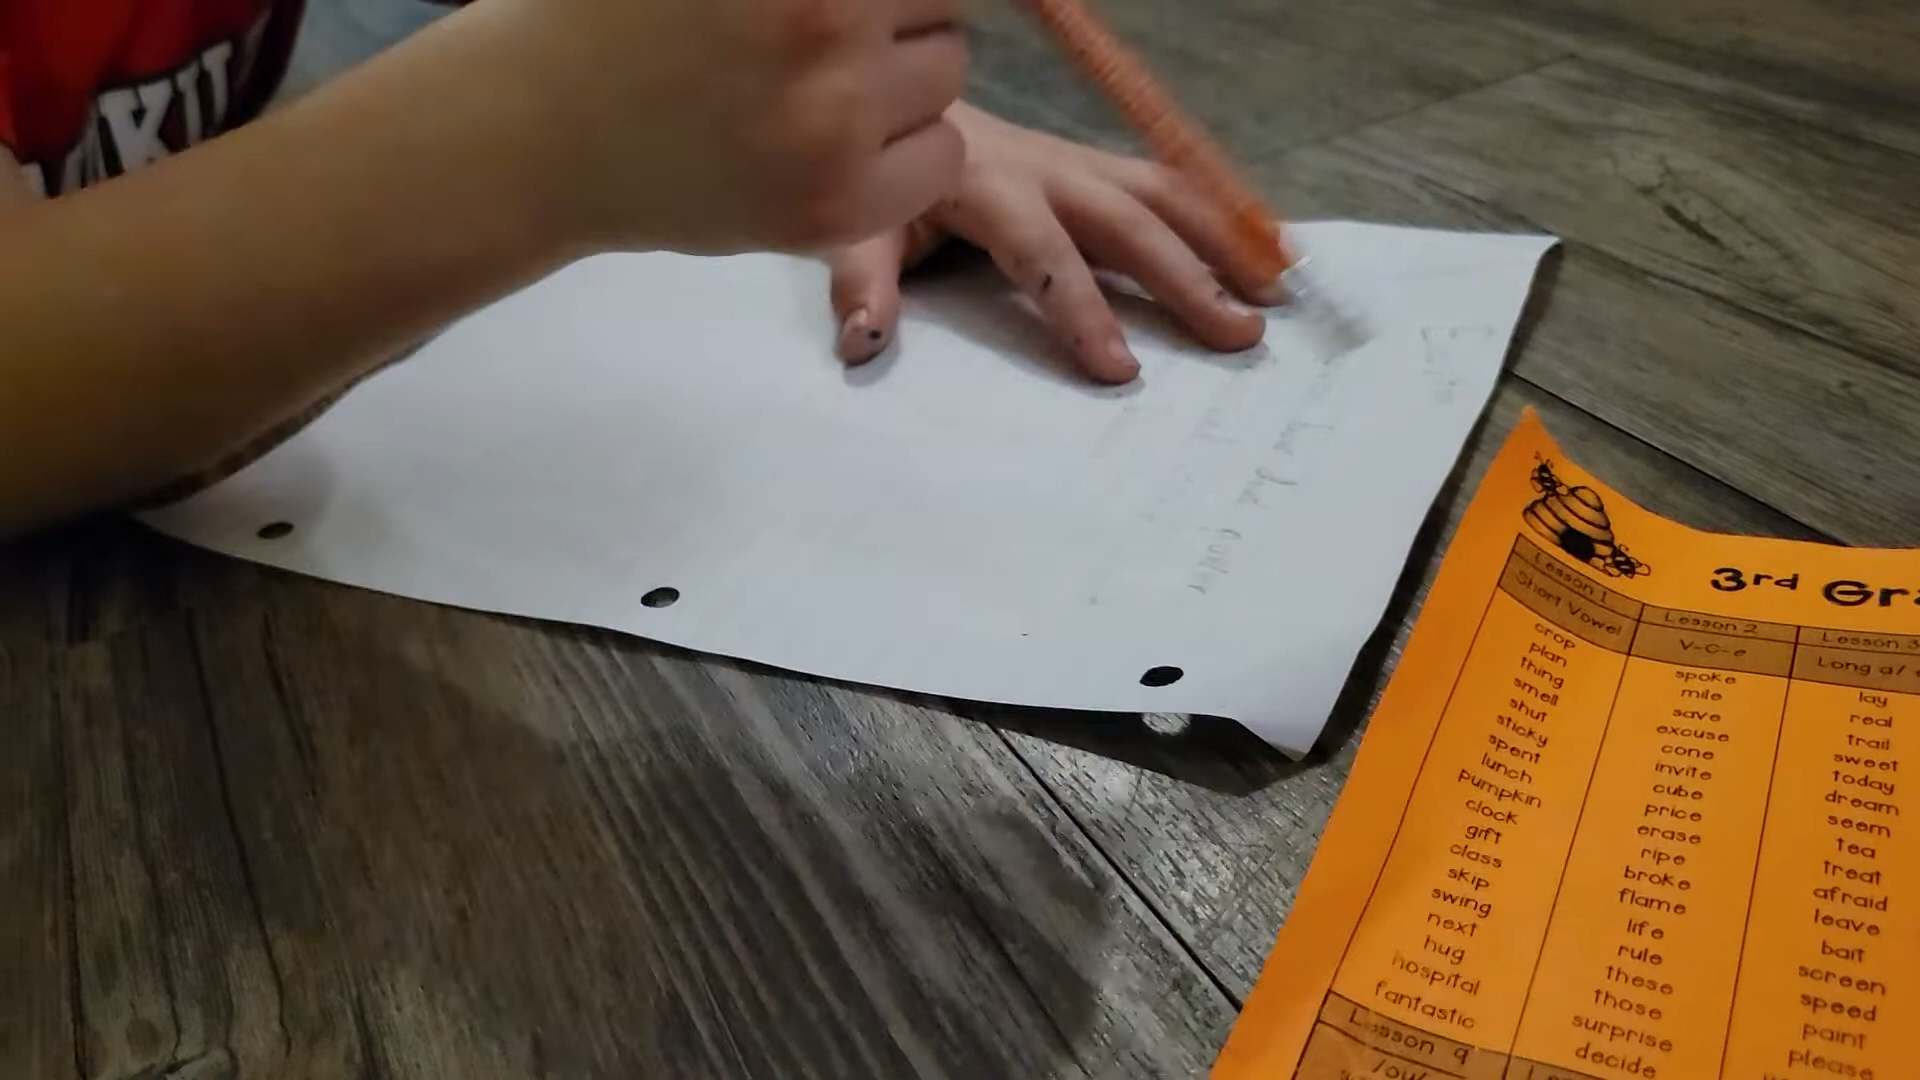 3rd Gr
Lesson 1
Short Vowel
crop
plan
thing
smell
shut
sticky
spent
lunch
pumpkin
clock
gift
class
skip
swing
next
hug
hospital
fantastic
Lesson 2
V-C-e
spoke
mile
save
excuse
cone
invite
cube
price
erase
ripe
broke
flame
life
rule
these
those
surprise
decide
Lesson 3
Long a/
lay
real
trail
sweet
today
dream
seem
tea
treat
afraid
leave
bait
screen
speed
paint
please
Lesson 9
/ou/